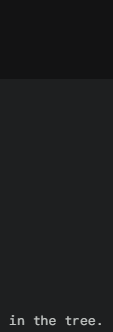 in the tree.